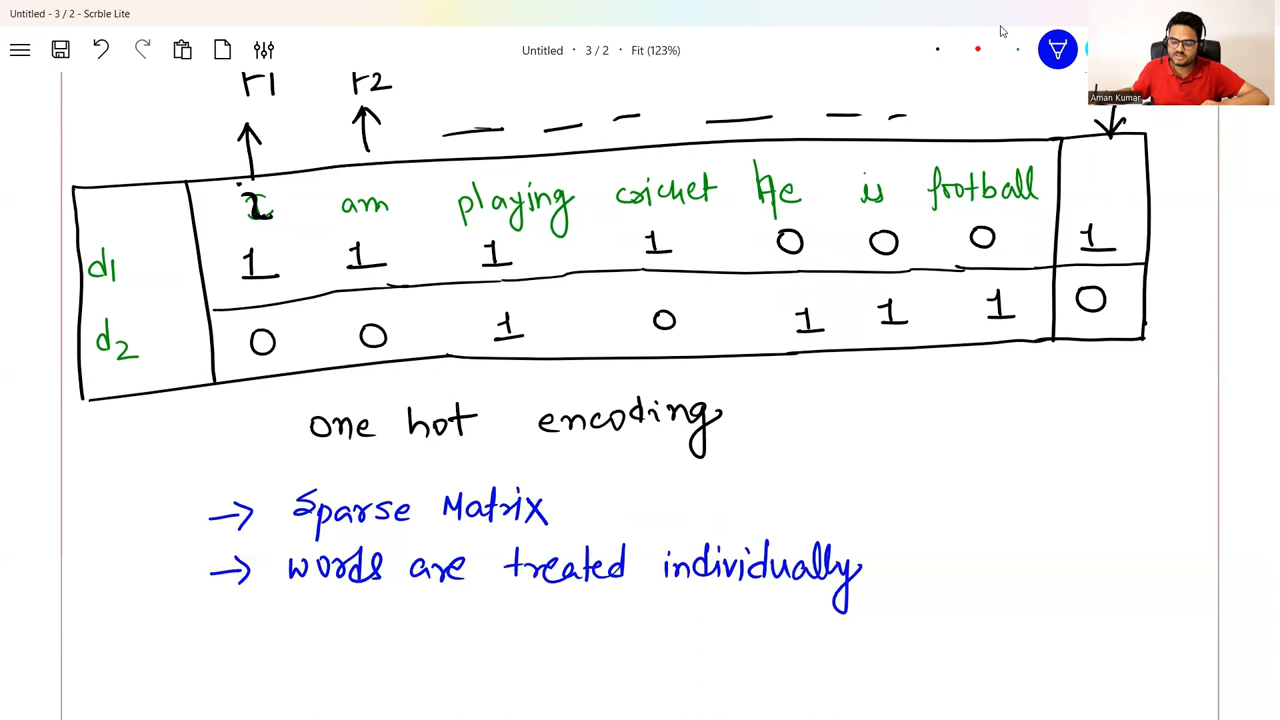 Untitled - 3 / 2 - Scrble Lite
Untitled • 3 / 2 • Fit (123%)
Aman Kumar
r1 r2
I am playing cricket He is football
d1 1 1 1 1 0 0 0 1
d2 0 0 1 0 1 1 1 0
one hot encoding
→ Sparse Matrix
→ words are treated individually